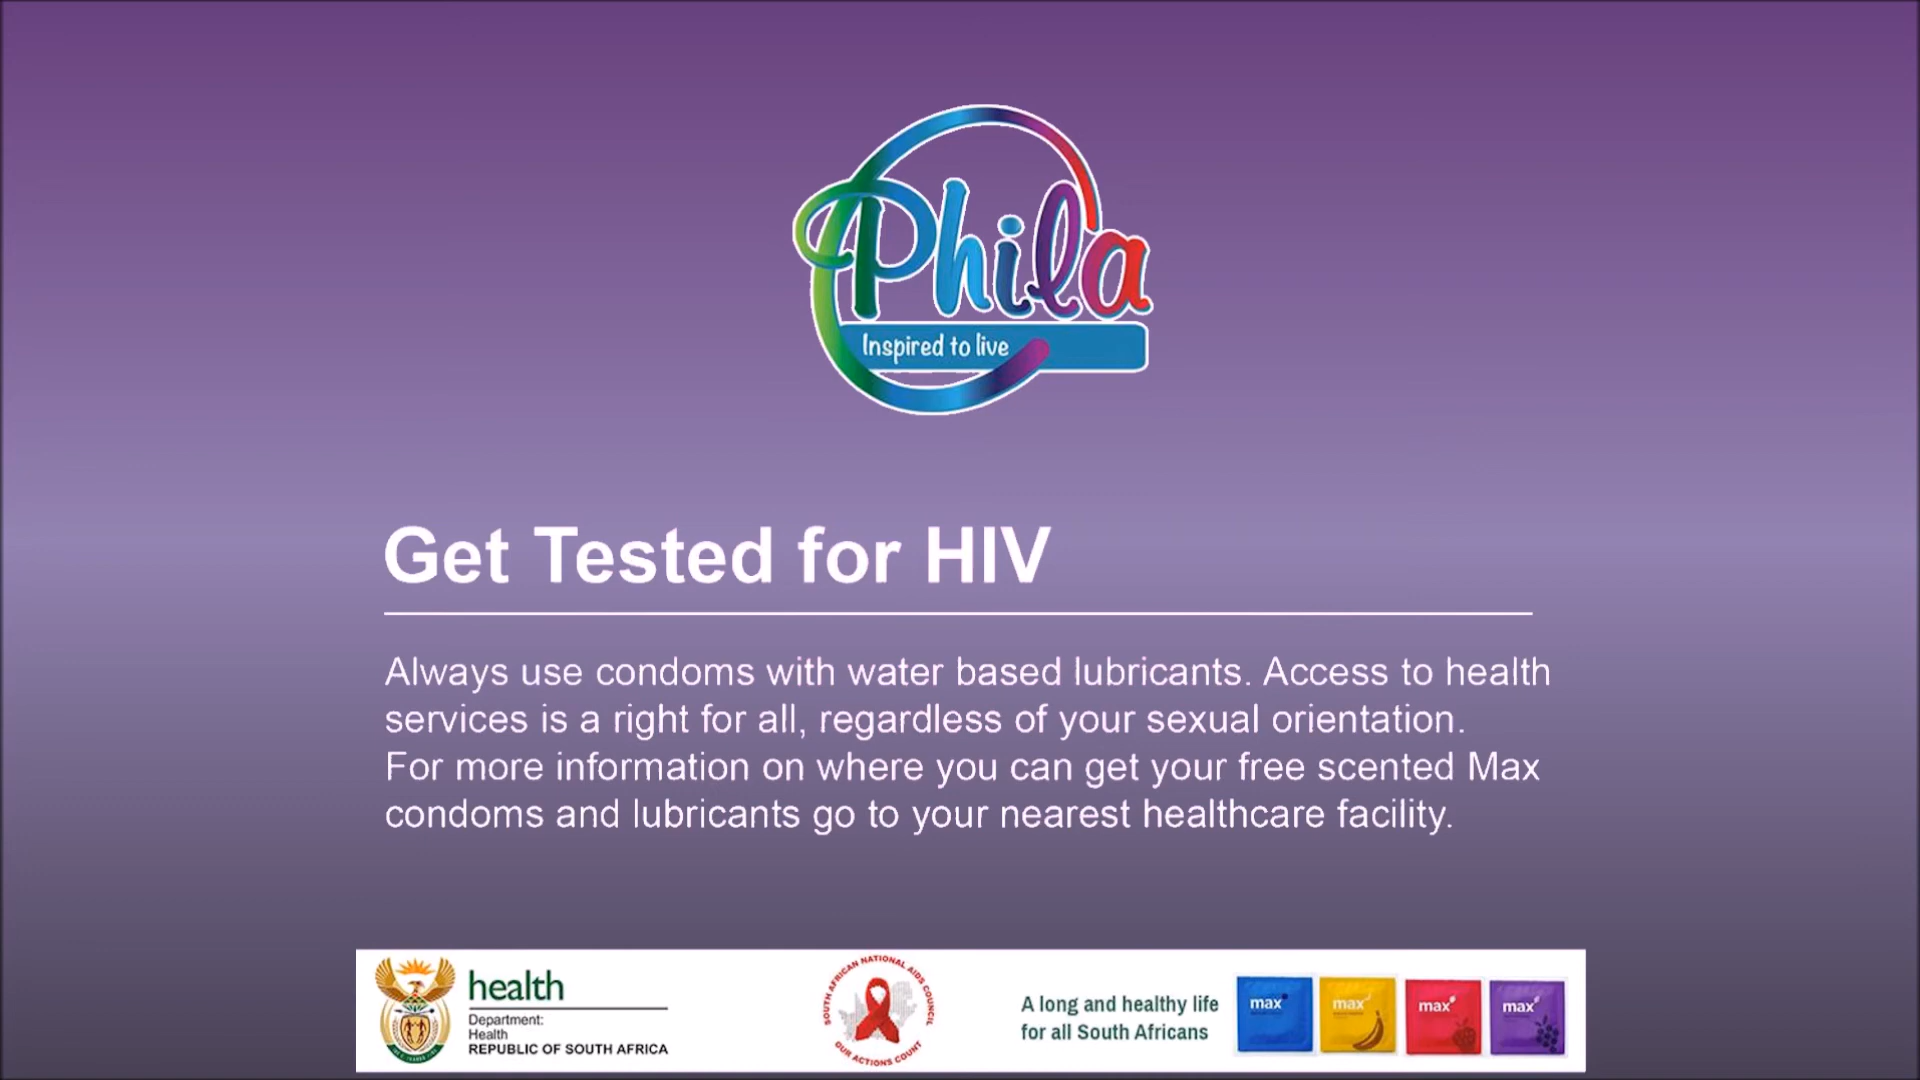 Phila
Inspired to live
Get Tested for HIV
Always use condoms with water based lubricants. Access to health
services is a right for all, regardless of your sexual orientation.
For more information on where you can get your free scented Max
condoms and lubricants go to your nearest healthcare facility.
health
Department:
Health
REPUBLIC OF SOUTH AFRICA
SOUTH AFRICAN NATIONAL AIDS COUNCIL
OUR ACTIONS COUNT
A long and healthy life
for all South Africans
max
max
max
max